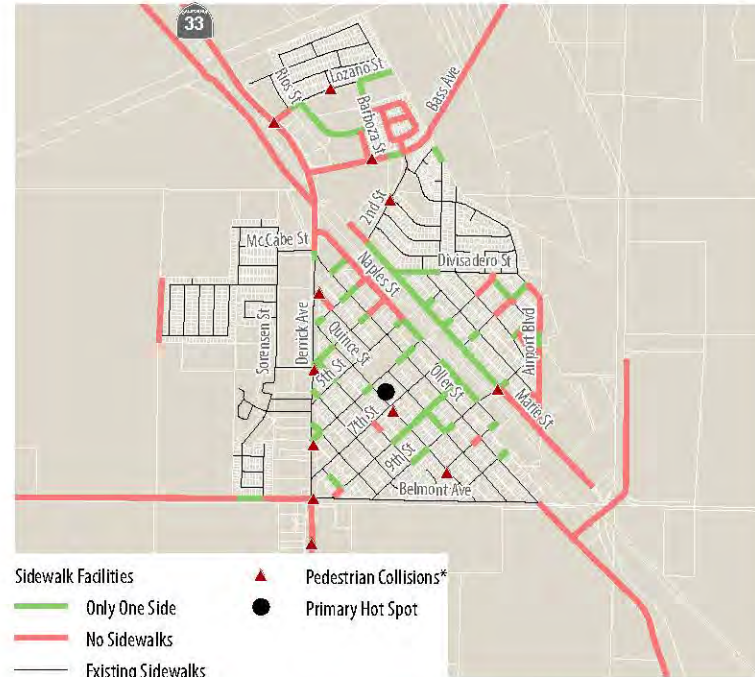 CALIFORNIA
33
Lozano St
Rios St
Barboza St
Bass Ave
2nd St
McCabe St
Divisadero St
Naples St
Sorensen St
Derrick Ave
Quince St
5th St
Airport Blvd
Oller St
Marie St
7th St
9th St
Belmont Ave
Sidewalk Facilities
Only One Side
No Sidewalks
Existing Sidewalks
Pedestrian Collisions*
Primary Hot Spot